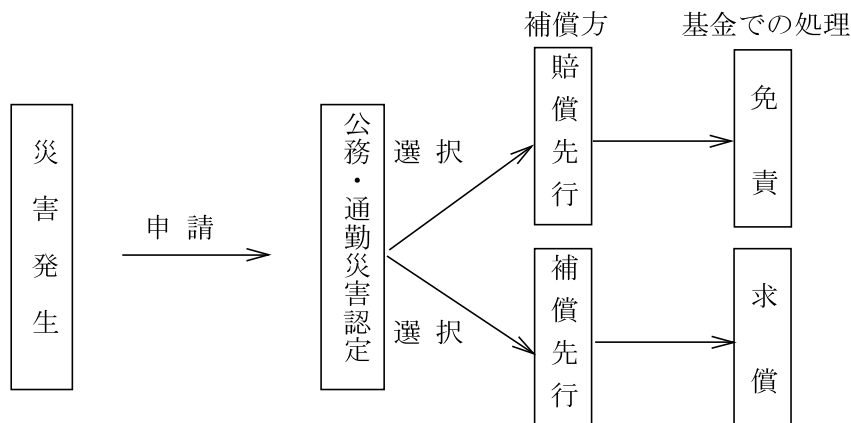 補償方
基金での処理
災害発生
申請
公務・通勤災害認定
選択
賠償先行
免責
選択
補償先行
求償